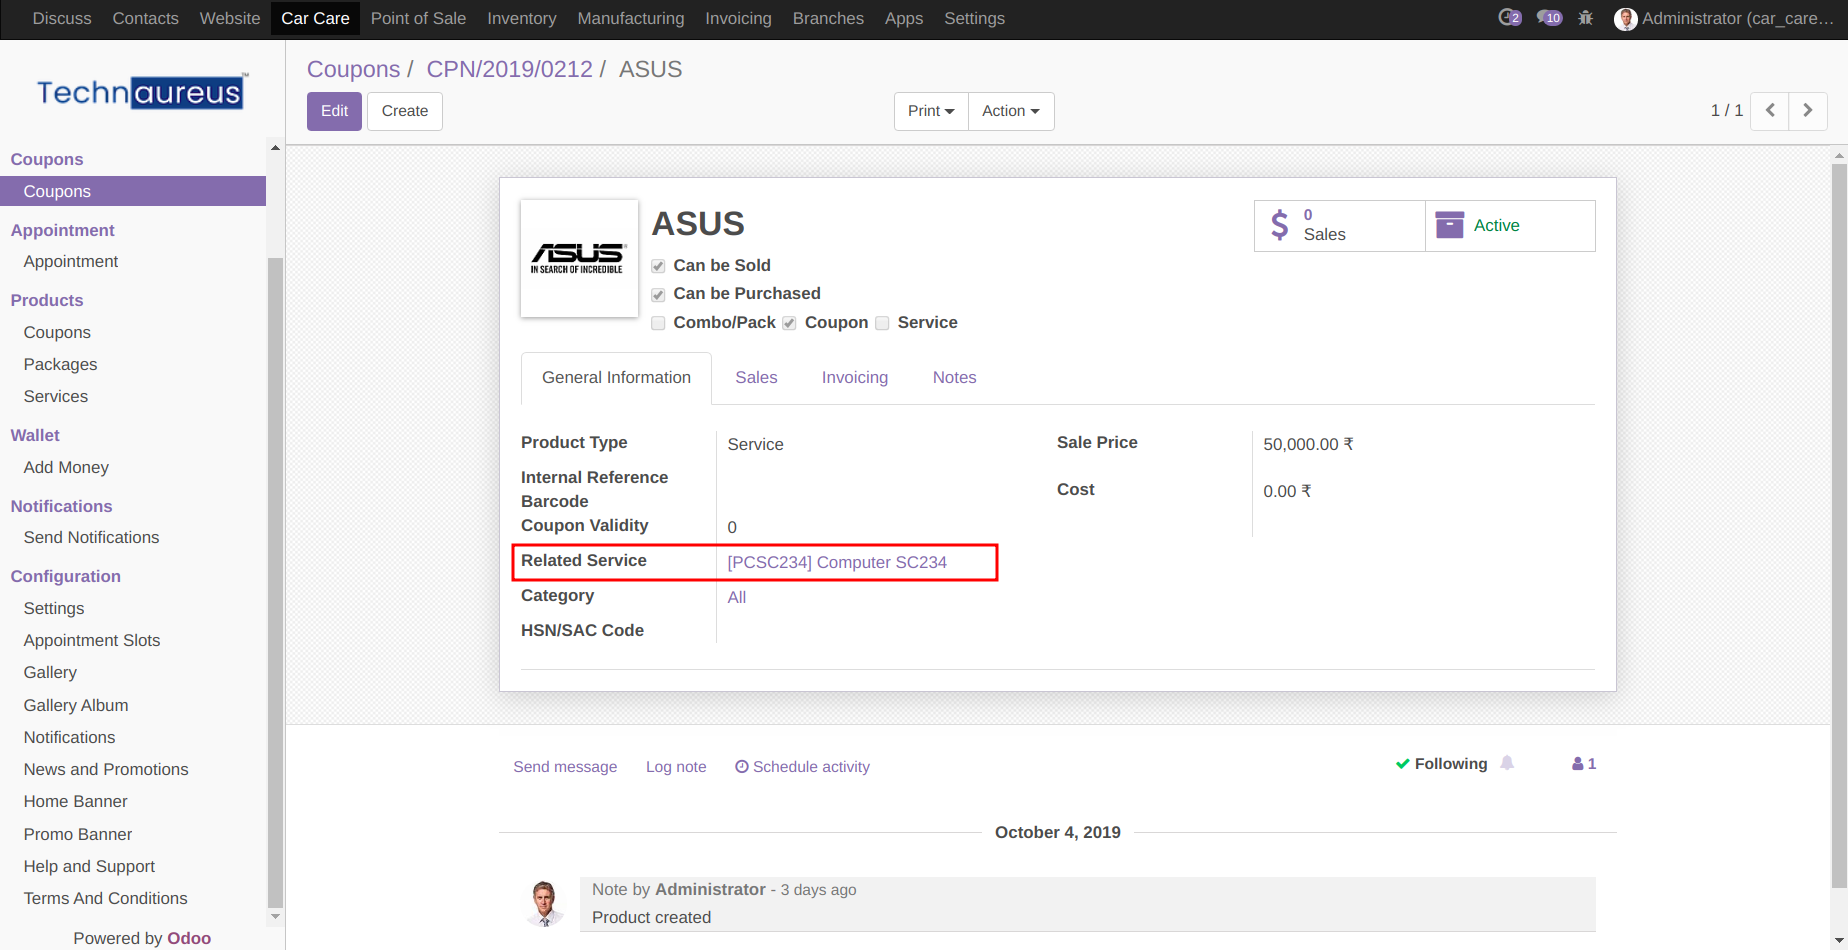 Discuss Contacts Website Car Care Point of Sale Inventory Manufacturing Invoicing Branches Apps Settings 2 10 Administrator (car_care…
Technaureus™
Coupons
Coupons
Appointment
Appointment
Products
Coupons
Packages
Services
Wallet
Add Money
Notifications
Send Notifications
Configuration
Settings
Appointment Slots
Gallery
Gallery Album
Notifications
News and Promotions
Home Banner
Promo Banner
Help and Support
Terms And Conditions
Powered by Odoo
Coupons / CPN/2019/0212 / ASUS
Edit Create Print Action 1 / 1
ASUS
IN SEARCH OF INCREDIBLE
ASUS
Can be Sold
Can be Purchased
Combo/Pack Coupon Service
$ 0
Sales
Active
General Information Sales Invoicing Notes
Product Type Service
Internal Reference
Barcode
Coupon Validity 0
Related Service [PCSC234] Computer SC234
Category All
HSN/SAC Code
Sale Price 50,000.00 ₹
Cost 0.00 ₹
Send message Log note Schedule activity Following 1
October 4, 2019
Note by Administrator - 3 days ago
Product created